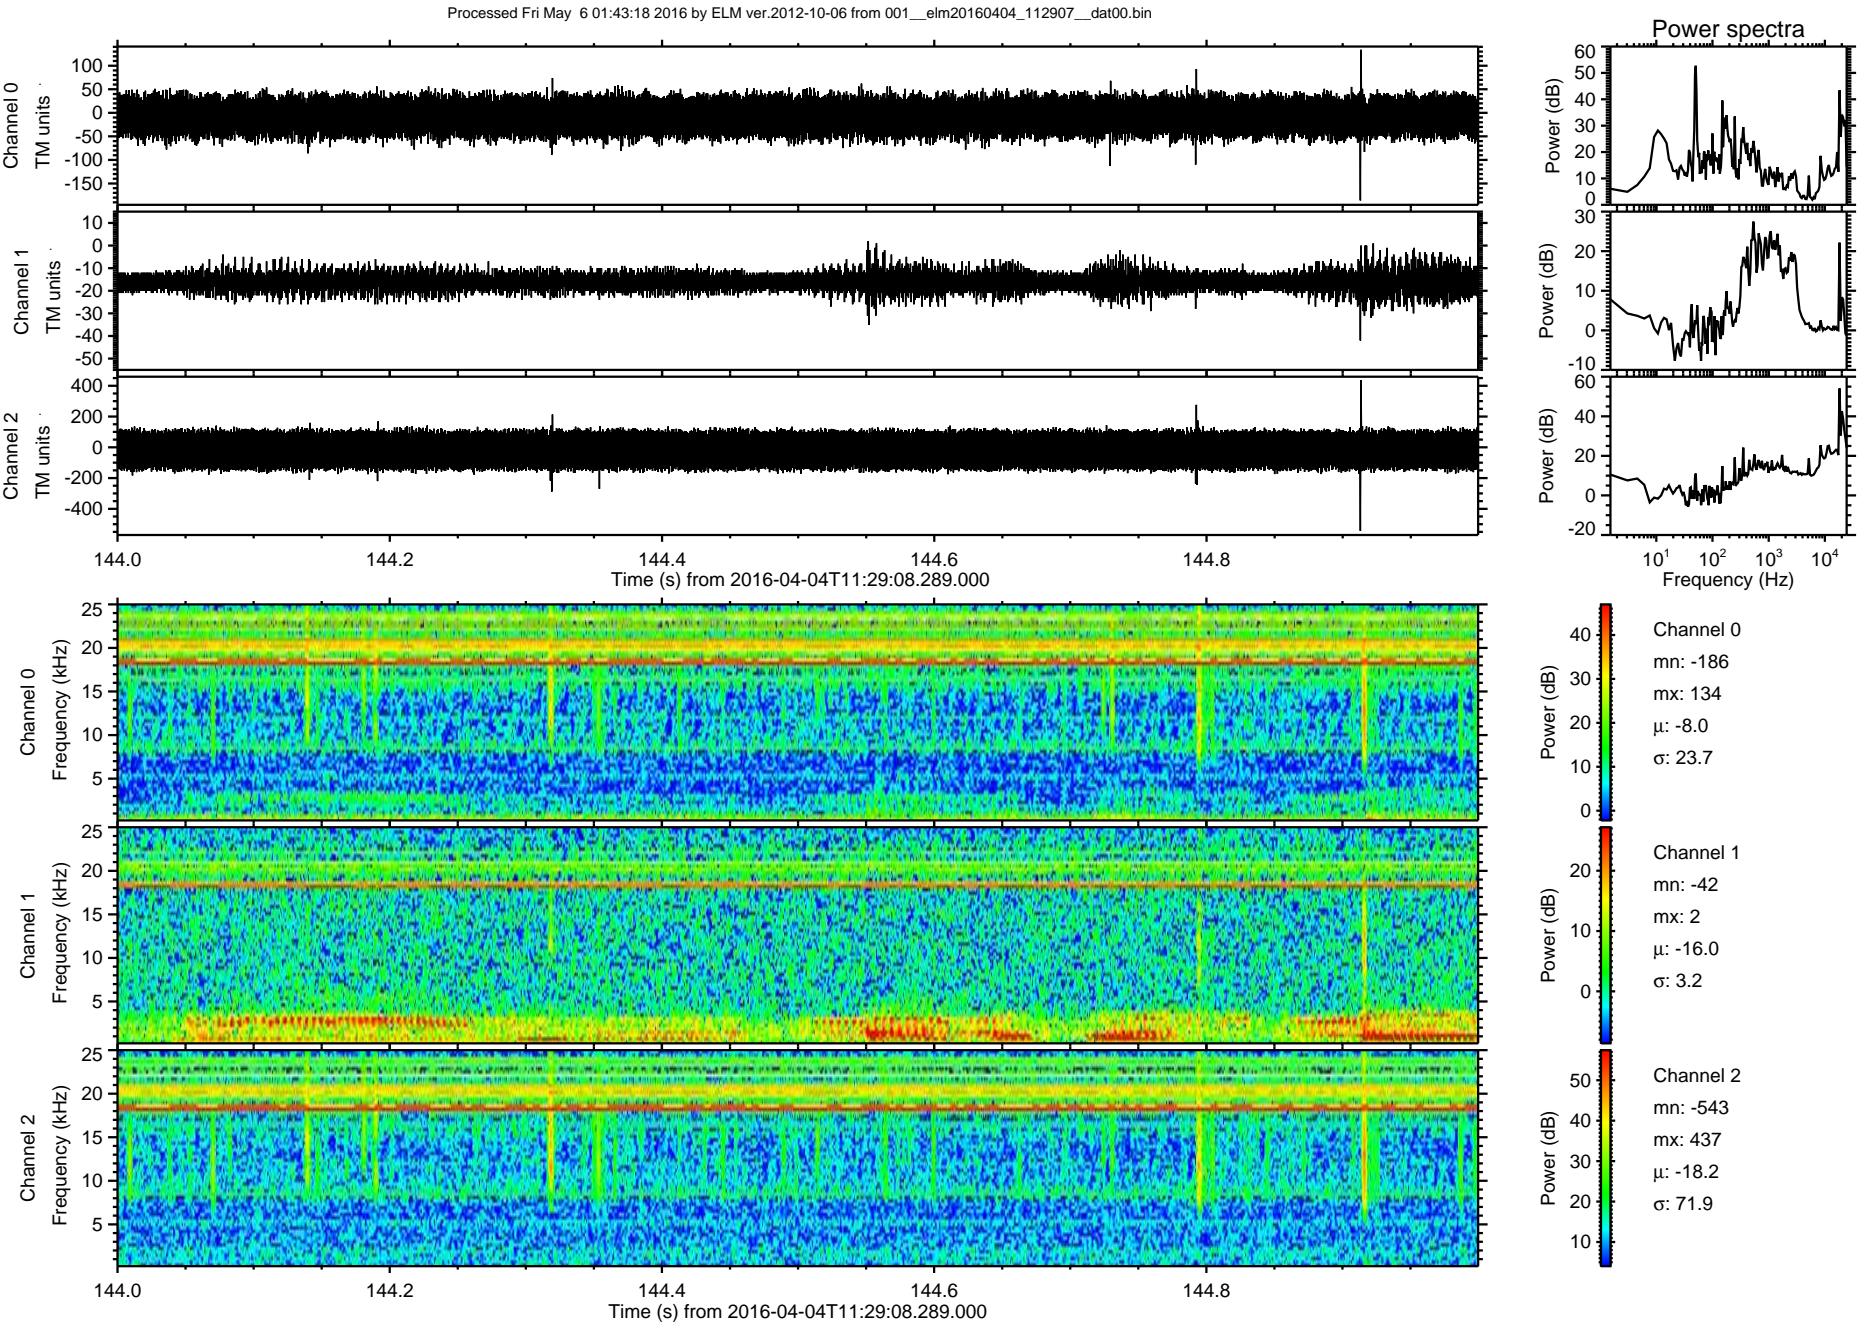 Processed Fri May  6 01:43:18 2016 by ELM ver.2012-10-06 from 001__elm20160404_112907__dat00.bin
Power spectra
Channel 0
TM units
100
50
0
-50
-100
-150
Power (dB)
60
50
40
30
20
10
0
Channel 1
TM units
10
0
-10
-20
-30
-40
-50
Power (dB)
30
20
10
0
-10
Channel 2
TM units
400
200
0
-200
-400
Power (dB)
60
40
20
0
-20
144.0 144.2 144.4 144.6 144.8
Time (s) from 2016-04-04T11:29:08.289.000
10¹ 10² 10³ 10⁴
Frequency (Hz)
Channel 0
Frequency (kHz)
25
20
15
10
5
Power (dB)
40
30
20
10
0
Channel 0
mn: -186
mx: 134
μ: -8.0
σ: 23.7
Channel 1
Frequency (kHz)
25
20
15
10
5
Power (dB)
20
10
0
Channel 1
mn: -42
mx: 2
μ: -16.0
σ: 3.2
Channel 2
Frequency (kHz)
25
20
15
10
5
Power (dB)
50
40
30
20
10
Channel 2
mn: -543
mx: 437
μ: -18.2
σ: 71.9
144.0 144.2 144.4 144.6 144.8
Time (s) from 2016-04-04T11:29:08.289.000